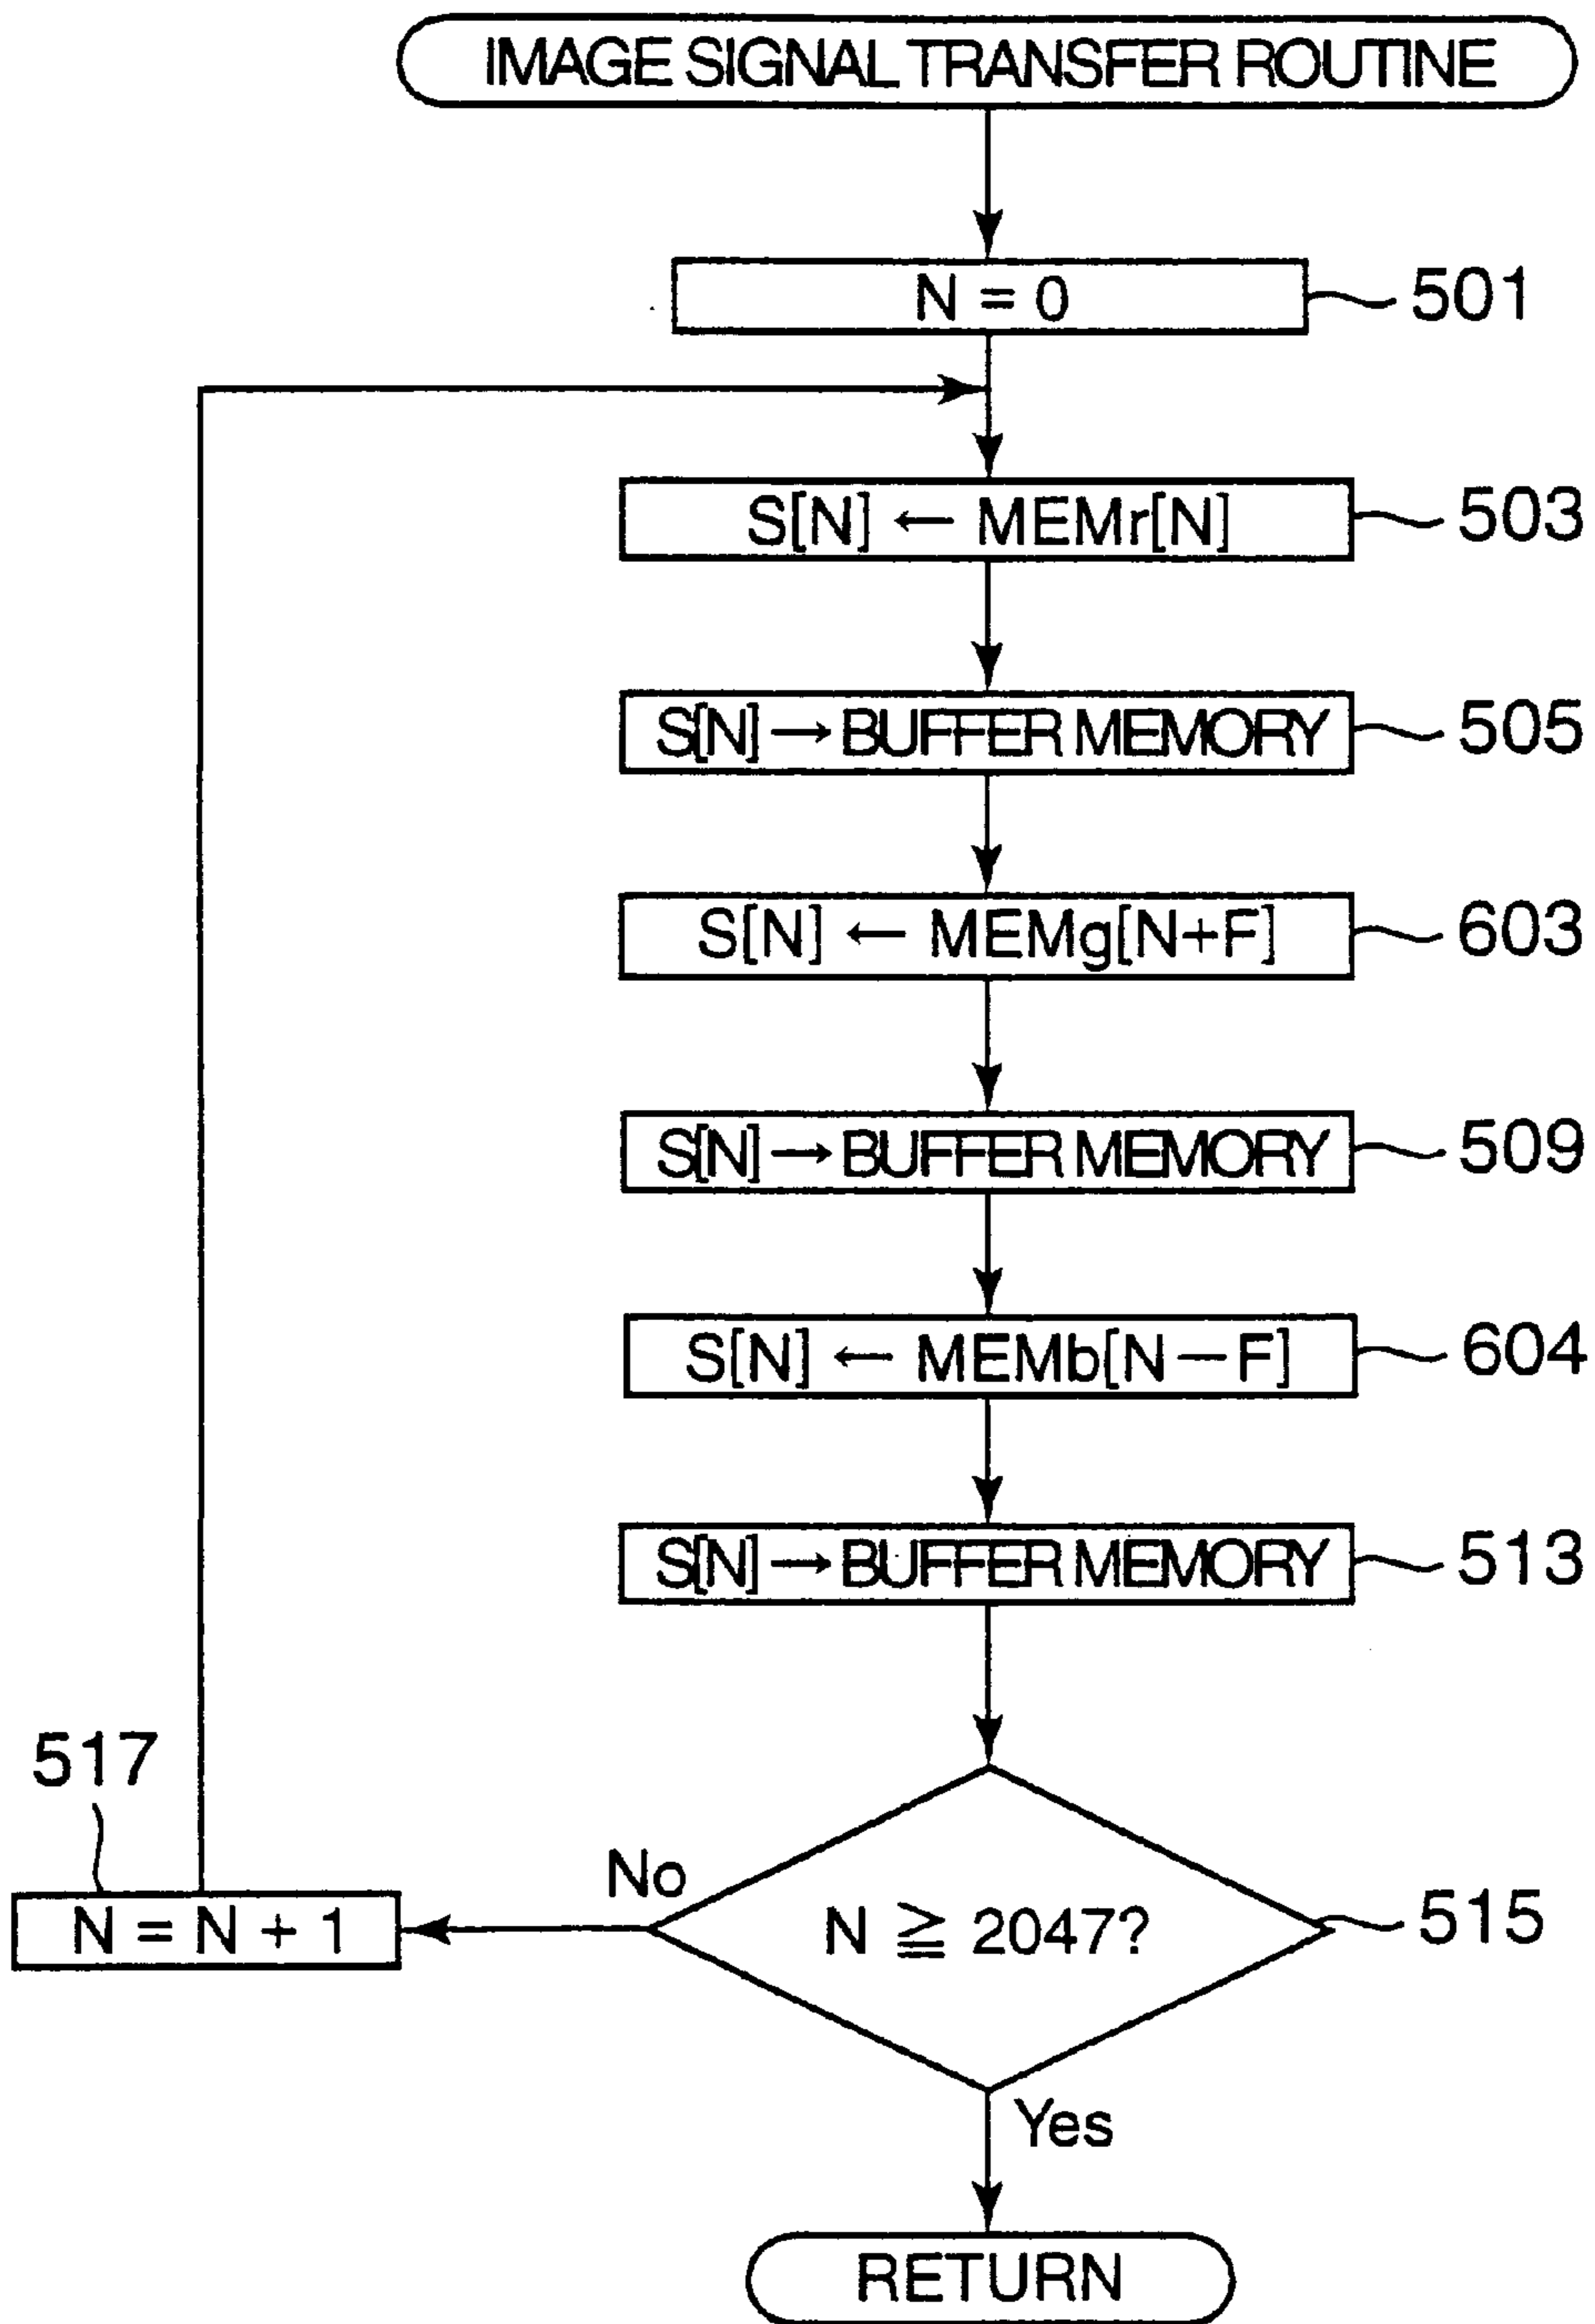 IMAGE SIGNAL TRANSFER ROUTINE
N = 0
501
S[N] ← MEMr[N]
503
S[N] → BUFFER MEMORY
505
S[N] ← MEMg[N+F]
603
S[N] → BUFFER MEMORY
509
S[N] ← MEMb[N−F]
604
S[N] → BUFFER MEMORY
513
517
No
N = N + 1
N ≧ 2047?
515
Yes
RETURN